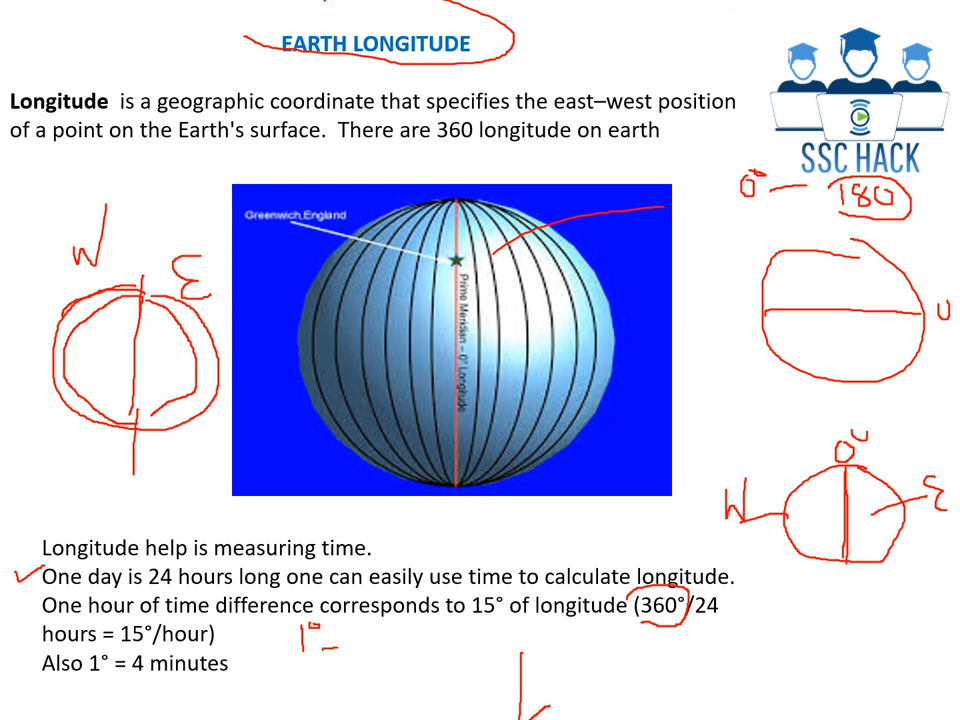 EARTH LONGITUDE
Longitude is a geographic coordinate that specifies the east–west position
of a point on the Earth's surface. There are 360 longitude on earth
SSC HACK
0° — 180
Greenwich, England
W
E
Prime Meridian – 0° Longitude
0
0°
W
E
Longitude help is measuring time.
One day is 24 hours long one can easily use time to calculate longitude.
One hour of time difference corresponds to 15° of longitude (360°/24
hours = 15°/hour)
Also 1° = 4 minutes
1°